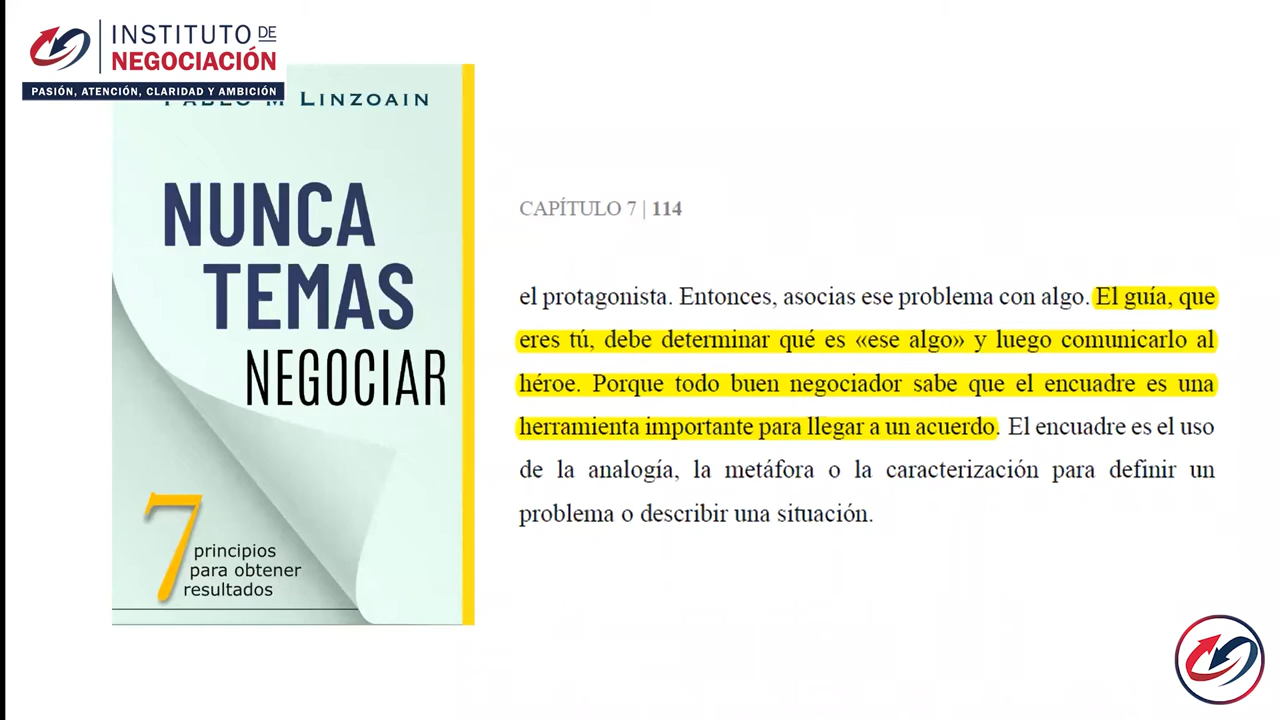 INSTITUTO DE
NEGOCIACIÓN
PASIÓN, ATENCIÓN, CLARIDAD Y AMBICIÓN
PABLO M LINZOAIN
NUNCA
TEMAS
NEGOCIAR
7
principios
para obtener
resultados
CAPÍTULO 7 | 114
el protagonista. Entonces, asocias ese problema con algo. El guía, que
eres tú, debe determinar qué es «ese algo» y luego comunicarlo al
héroe. Porque todo buen negociador sabe que el encuadre es una
herramienta importante para llegar a un acuerdo. El encuadre es el uso
de la analogía, la metáfora o la caracterización para definir un
problema o describir una situación.